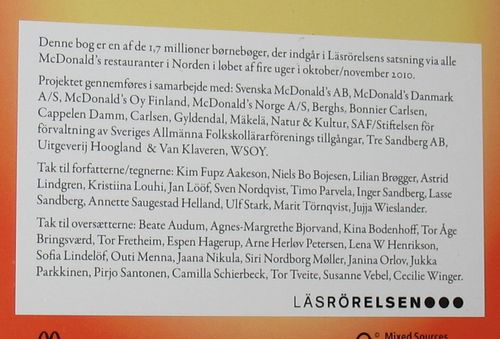 Denne bog er en af de 1,7 millioner børnebøger, der indgår i Läsrörelsens satsning via alle
McDonald's restauranter i Norden i løbet af fire uger i oktober/november 2010.
Projektet gennemføres i samarbejde med: Svenska McDonald's AB, McDonald's Danmark
A/S, McDonald's Oy Finland, McDonald's Norge A/S, Berghs, Bonnier Carlsen,
Cappelen Damm, Carlsen, Gyldendal, Mäkelä, Natur & Kultur, SAF/Stiftelsen för
förvaltning av Sveriges Allmänna Folkskollärarförenings tillgångar, Tre Sandberg AB,
Uitgeverij Hoogland & Van Klaveren, WSOY.
Tak til forfatterne/tegnerne: Kim Fupz Aakeson, Niels Bo Bojesen, Lilian Brøgger, Astrid
Lindgren, Kristiina Louhi, Jan Lööf, Sven Nordqvist, Timo Parvela, Inger Sandberg, Lasse
Sandberg, Annette Saugestad Helland, Ulf Stark, Marit Törnqvist, Jujja Wieslander.
Tak til oversætterne: Beate Audum, Agnes-Margrethe Bjorvand, Kina Bodenhoff, Tor Åge
Bringsværd, Tor Fretheim, Espen Hagerup, Arne Herløv Petersen, Lena W Henrikson,
Sofia Lindelöf, Outi Menna, Jaana Nikula, Siri Nordborg Møller, Janina Orlov, Jukka
Parkkinen, Pirjo Santonen, Camilla Schierbeck, Tor Tveite, Susanne Vebel, Cecilie Winger.
LÄSRÖRELSEN
Mixed Sources